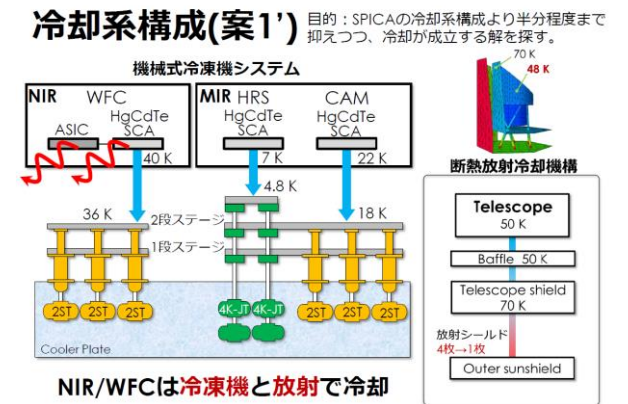 冷却系構成(案1’)
目的：SPICAの冷却系構成より半分程度まで
抑えつつ、冷却が成立する解を探す。
機械式冷凍機システム
NIR WFC
HgCdTe
SCA
ASIC
40 K
MIR HRS
HgCdTe
SCA
7 K
CAM
HgCdTe
SCA
22 K
36 K
2段ステージ
1段ステージ
4.8 K
18 K
2ST
2ST
2ST
4K-JT
4K-JT
2ST
2ST
2ST
Cooler Plate
NIR/WFCは冷凍機と放射で冷却
70 K
48 K
断熱放射冷却機構
Telescope
50 K
Baffle 50 K
Telescope shield
70 K
放射シールド
4枚→1枚
Outer sunshield